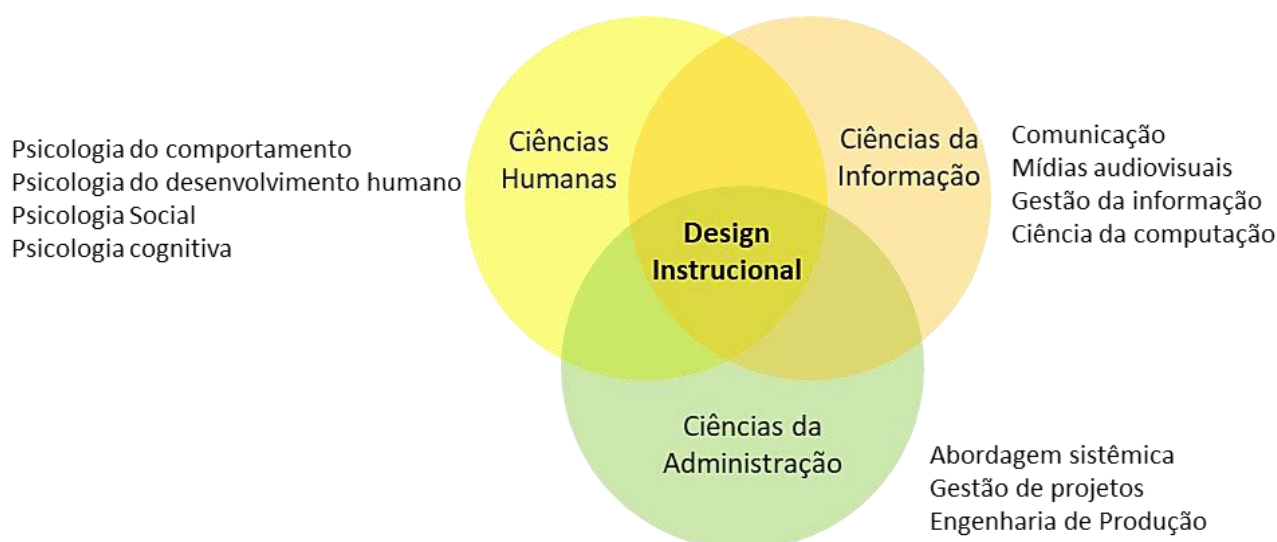 Psicologia do comportamento
Psicologia do desenvolvimento humano
Psicologia Social
Psicologia cognitiva
Ciências
Humanas
Ciências da
Informação
Comunicação
Mídias audiovisuais
Gestão da informação
Ciência da computação
Design
Instrucional
Ciências da
Administração
Abordagem sistêmica
Gestão de projetos
Engenharia de Produção